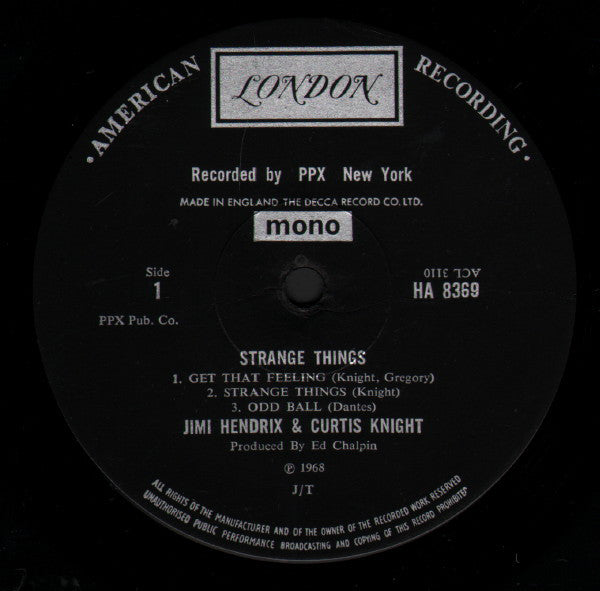 · AMERICAN RECORDING ·
LONDON
Recorded by PPX New York
MADE IN ENGLAND THE DECCA RECORD CO. LTD.
mono
Side
1
PPX Pub. Co.
ACL 3110
HA 8369
STRANGE THINGS
1. GET THAT FEELING (Knight, Gregory)
2. STRANGE THINGS (Knight)
3. ODD BALL (Dantes)
JIMI HENDRIX & CURTIS KNIGHT
Produced By Ed Chalpin
℗ 1968
J/T
ALL RIGHTS OF THE MANUFACTURER AND OF THE OWNER OF THE RECORDED WORK RESERVED
UNAUTHORISED PUBLIC PERFORMANCE BROADCASTING AND COPYING OF THIS RECORD PROHIBITED